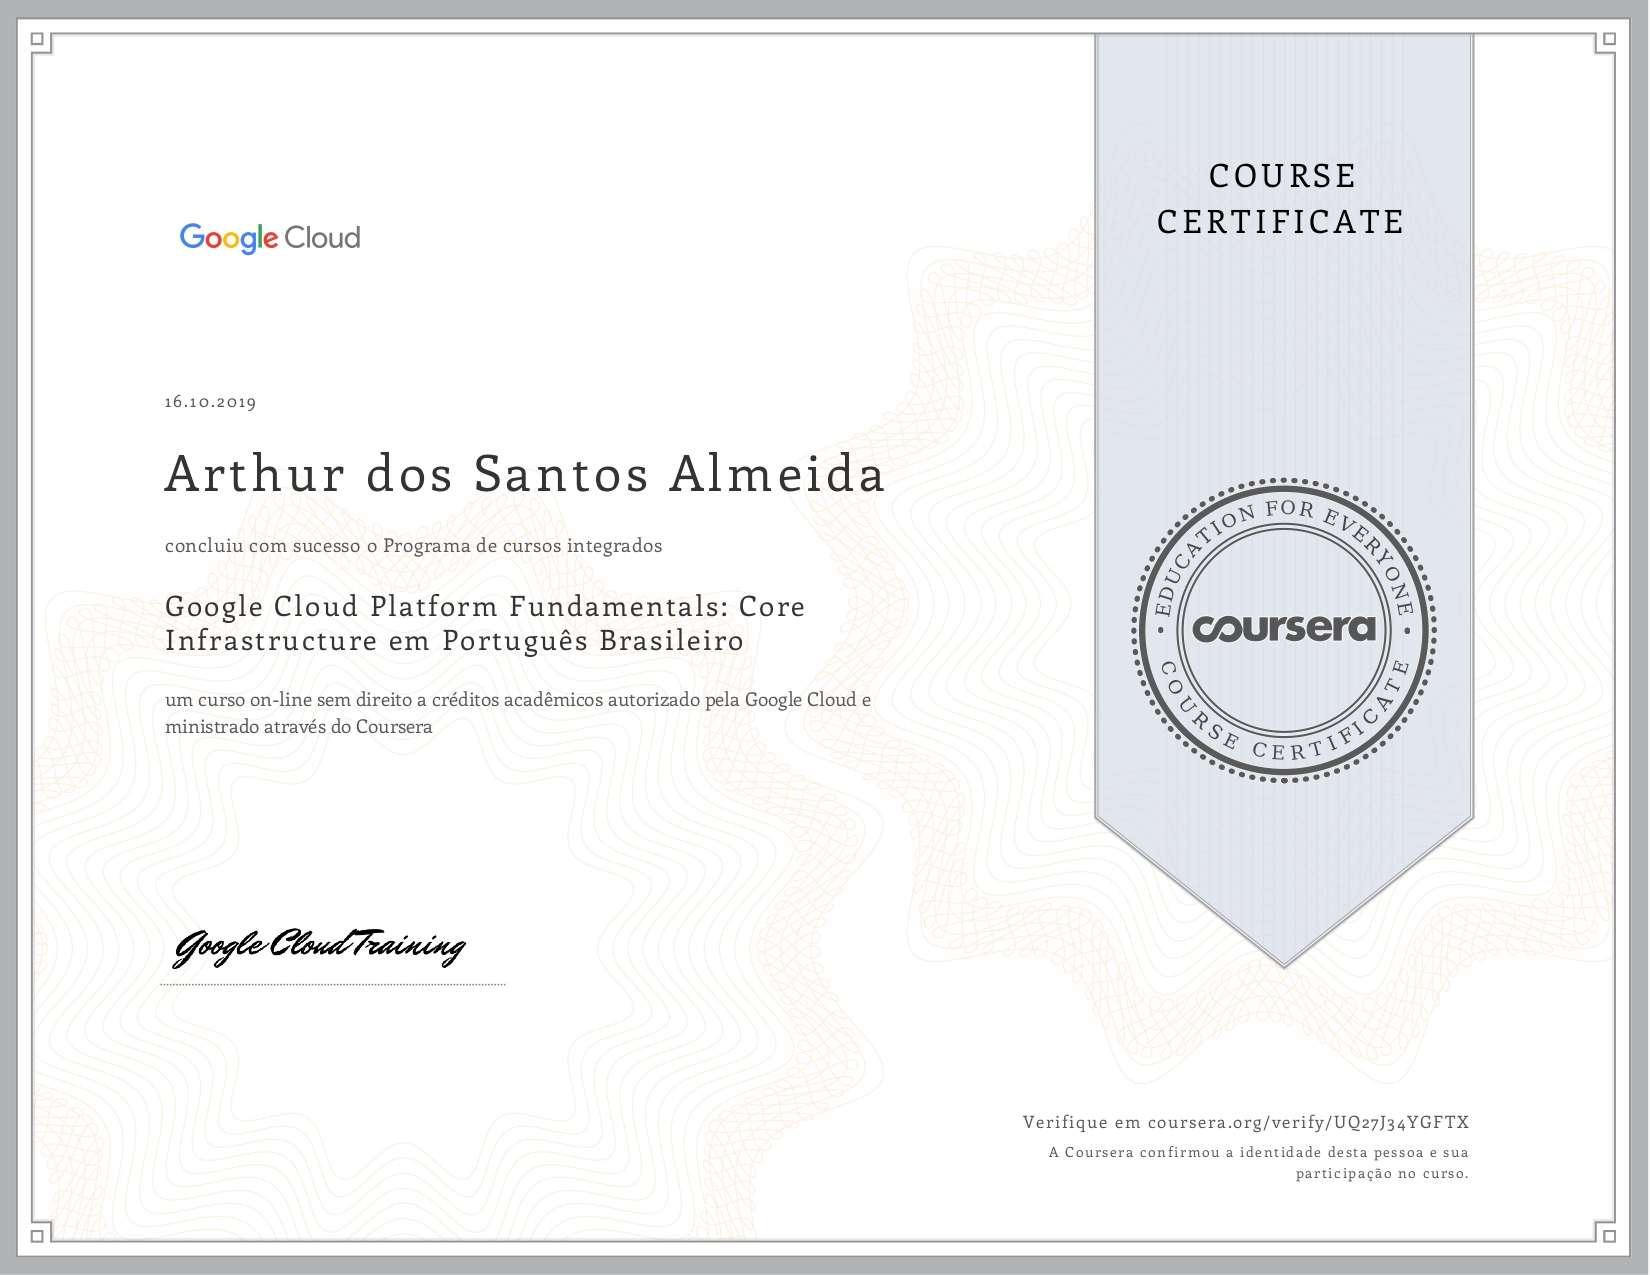 COURSE
CERTIFICATE
Google Cloud
16.10.2019
Arthur dos Santos Almeida
concluiu com sucesso o Programa de cursos integrados
Google Cloud Platform Fundamentals: Core
Infrastructure em Português Brasileiro
um curso on-line sem direito a créditos acadêmicos autorizado pela Google Cloud e
ministrado através do Coursera
EDUCATION FOR EVERYONE
coursera
COURSE CERTIFICATE
Google Cloud Training
Verifique em coursera.org/verify/UQ27J34YGFTX
A Coursera confirmou a identidade desta pessoa e sua
participação no curso.